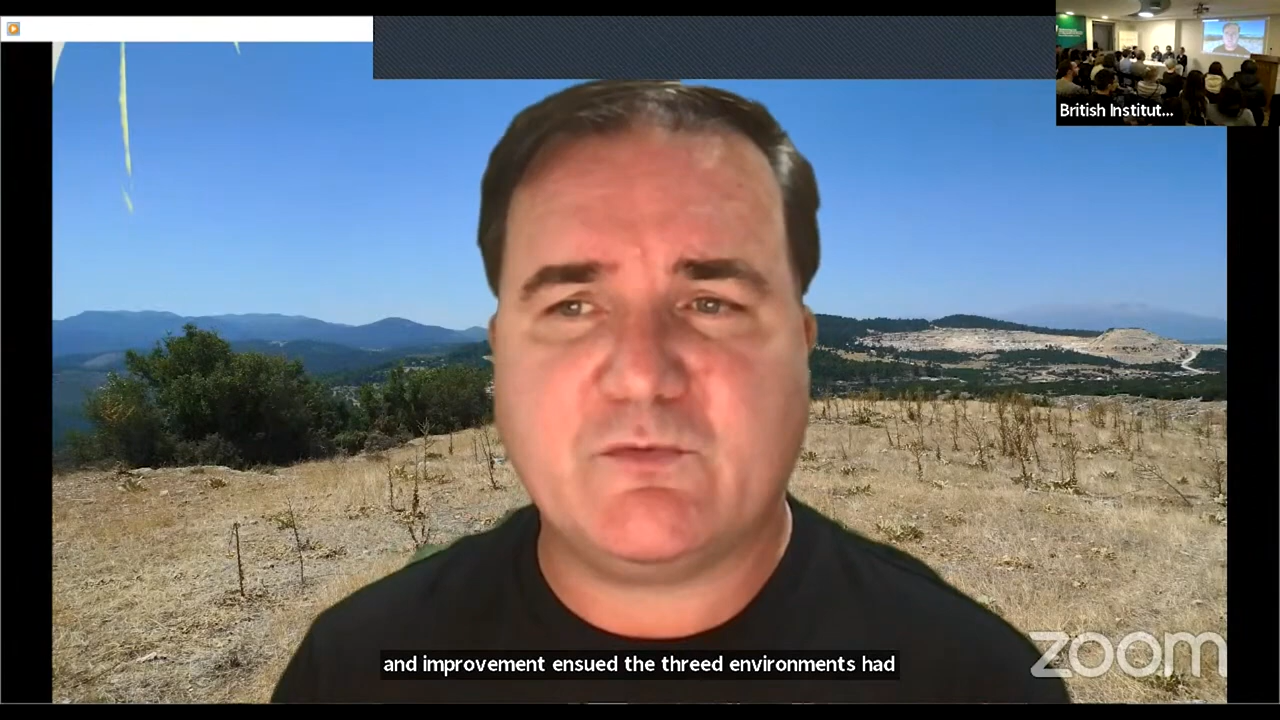 British Institut...
and improvement ensued the threed environments had
zoom